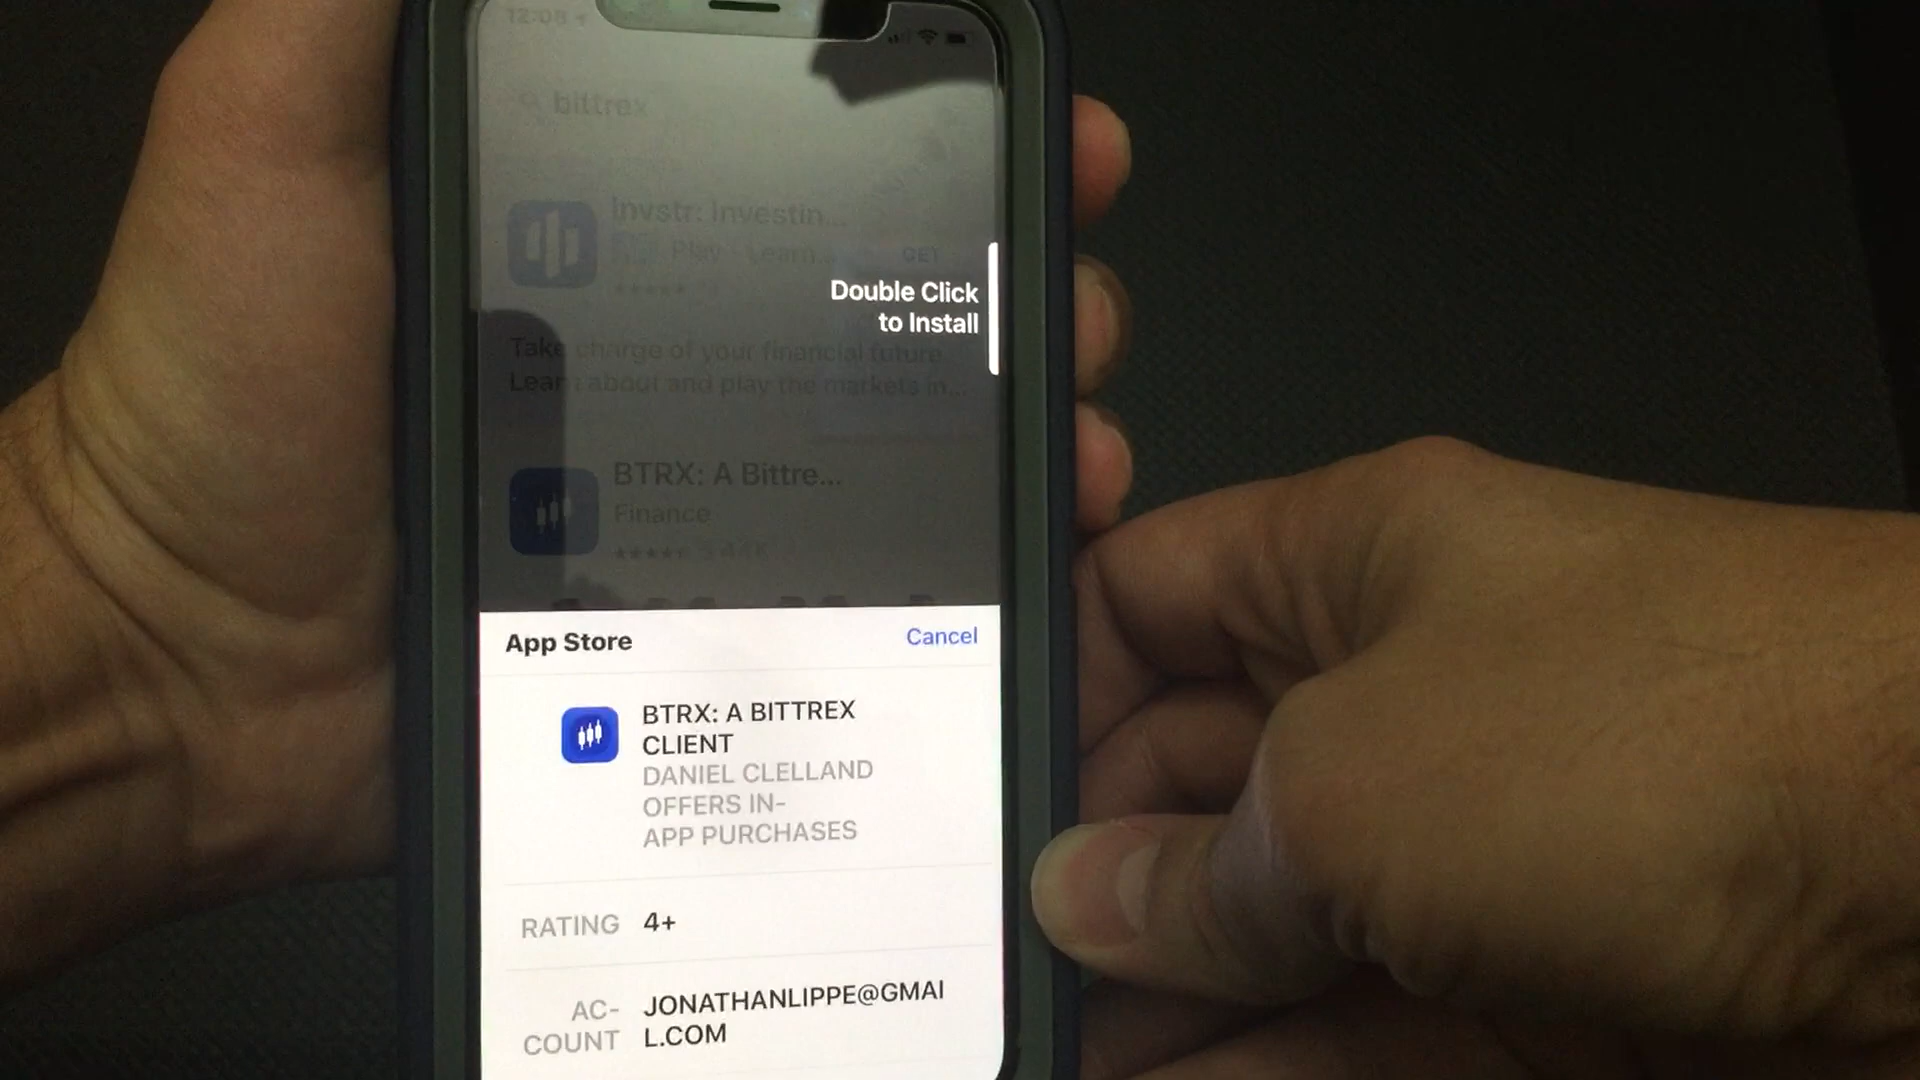 12:08
bittrex
Invstr: Investin...
Play - Learn...
GET
Double Click
to Install
Take charge of your financial future.
Learn about and play the markets in...
BTRX: A Bittre...
Finance
App Store
Cancel
BTRX: A BITTREX
CLIENT
DANIEL CLELLAND
OFFERS IN-
APP PURCHASES
RATING 4+
AC-
COUNT
JONATHANLIPPE@GMAI
L.COM